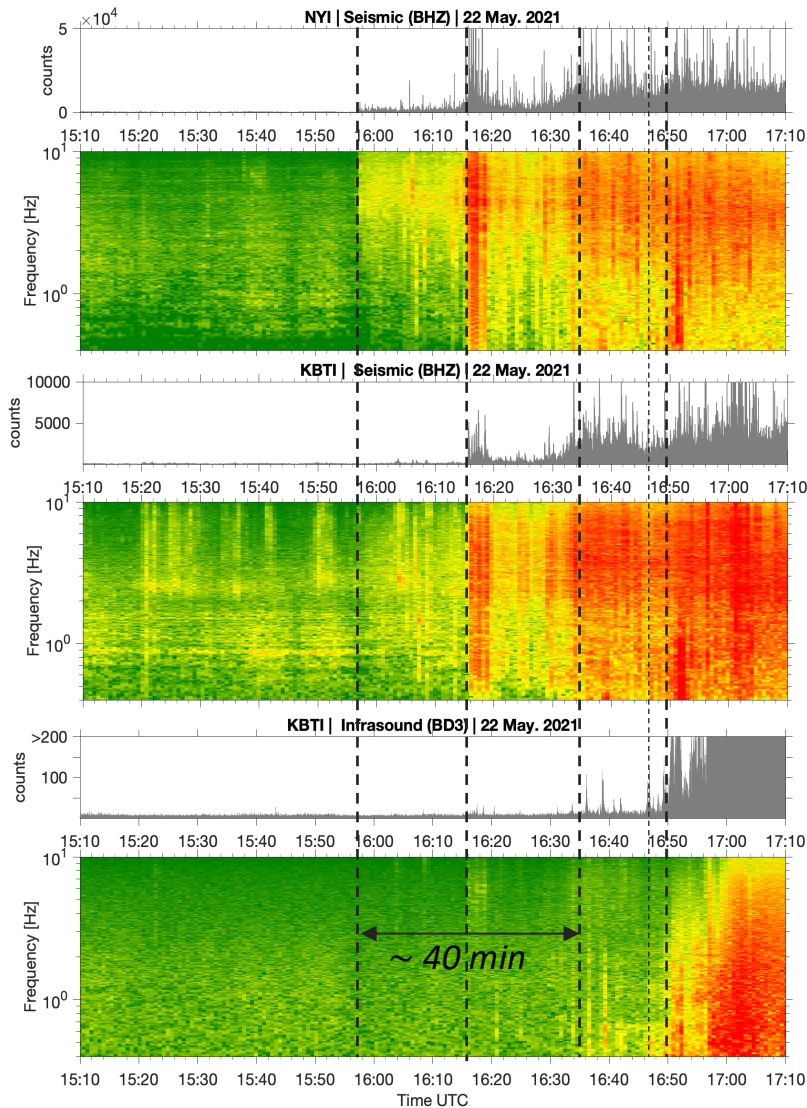 NYI | Seismic (BHZ) | 22 May. 2021
×10⁴
5
counts
0
15:10 15:20 15:30 15:40 15:50 16:00 16:10 16:20 16:30 16:40 16:50 17:00 17:10
10¹
Frequency [Hz]
10⁰
KBTI | Seismic (BHZ) | 22 May. 2021
10000
counts
5000
15:10 15:20 15:30 15:40 15:50 16:00 16:10 16:20 16:30 16:40 16:50 17:00 17:10
10¹
Frequency [Hz]
10⁰
KBTI | Infrasound (BD3) | 22 May. 2021
>200
counts
100
15:10 15:20 15:30 15:40 15:50 16:00 16:10 16:20 16:30 16:40 16:50 17:00 17:10
10¹
Frequency [Hz]
~ 40 min
10⁰
15:10 15:20 15:30 15:40 15:50 16:00 16:10 16:20 16:30 16:40 16:50 17:00 17:10
Time UTC